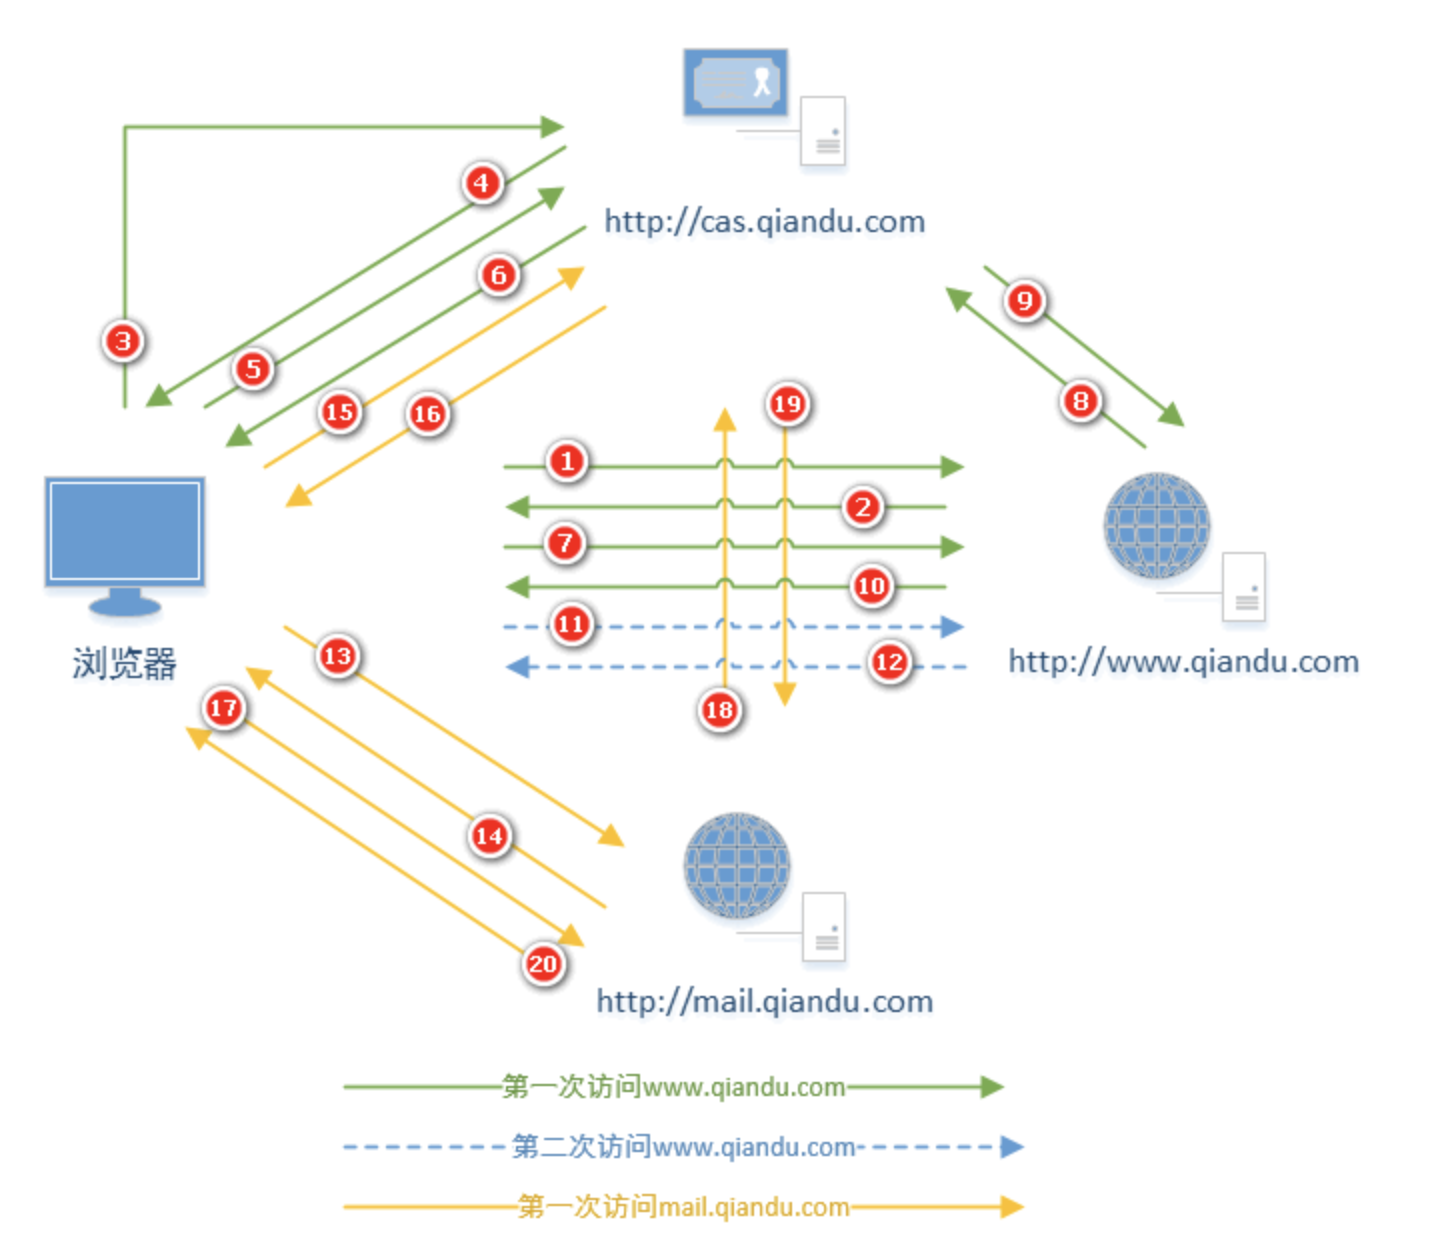 4
http://cas.qiandu.com
6
9
3
5
8
15
16
19
1
2
7
10
11
12
13
浏览器
http://www.qiandu.com
17
18
14
20
http://mail.qiandu.com
第一次访问www.qiandu.com
第二次访问www.qiandu.com
第一次访问mail.qiandu.com